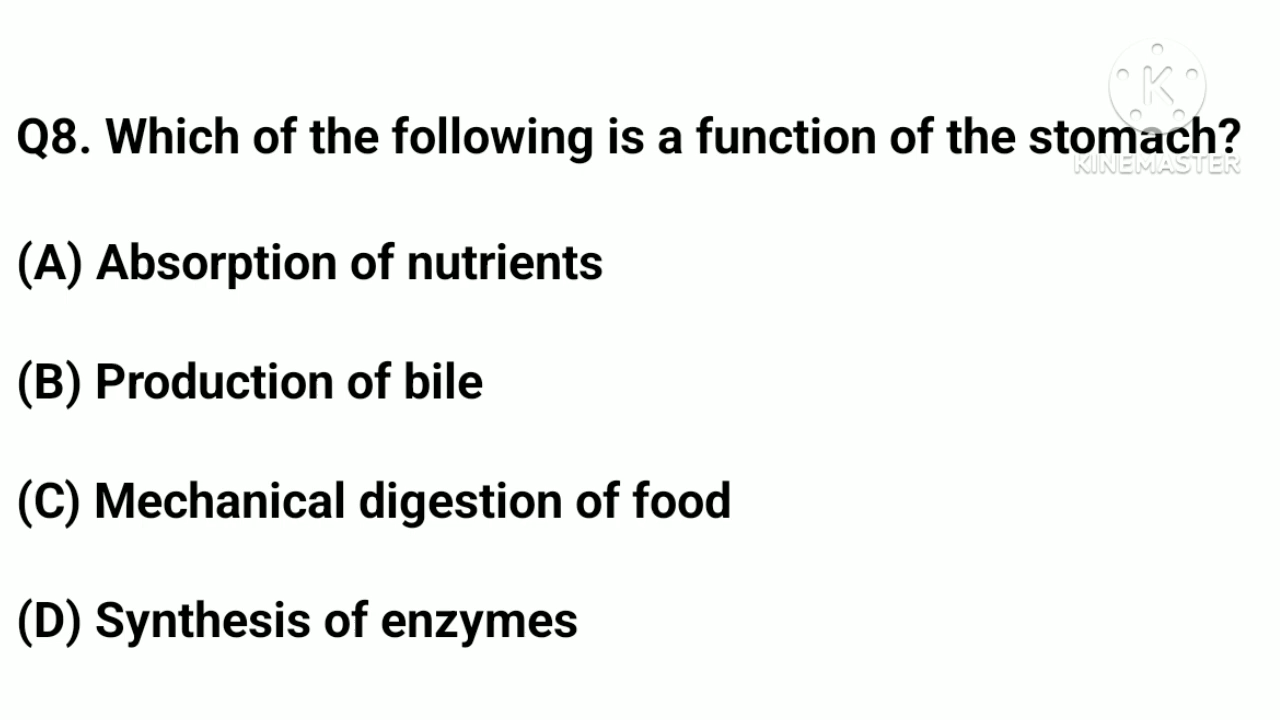 Q8. Which of the following is a function of the stomach?
K
KINEMASTER
(A) Absorption of nutrients
(B) Production of bile
(C) Mechanical digestion of food
(D) Synthesis of enzymes